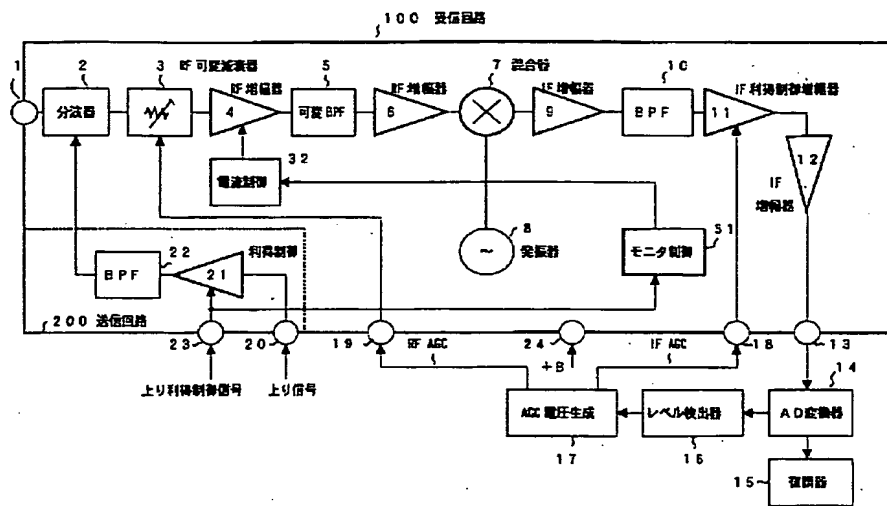 100 受信回路
1
2
分波器
3
RF可変減衰器
RF増幅器
4
5
可変BPF
RF増幅器
6
7 混合器
IF増幅器
9
10
BPF
IF利得制御増幅器
11
12
IF
増幅器
電流制御
32
8
~
発振器
モニタ制御
31
22
BPF
利得制御
21
200 送信回路
23
20
19
RF AGC
24
+B
IF AGC
18
13
上り利得制御信号
上り信号
AGC電圧生成
17
レベル検出器
16
14
AD変換器
15
復調器